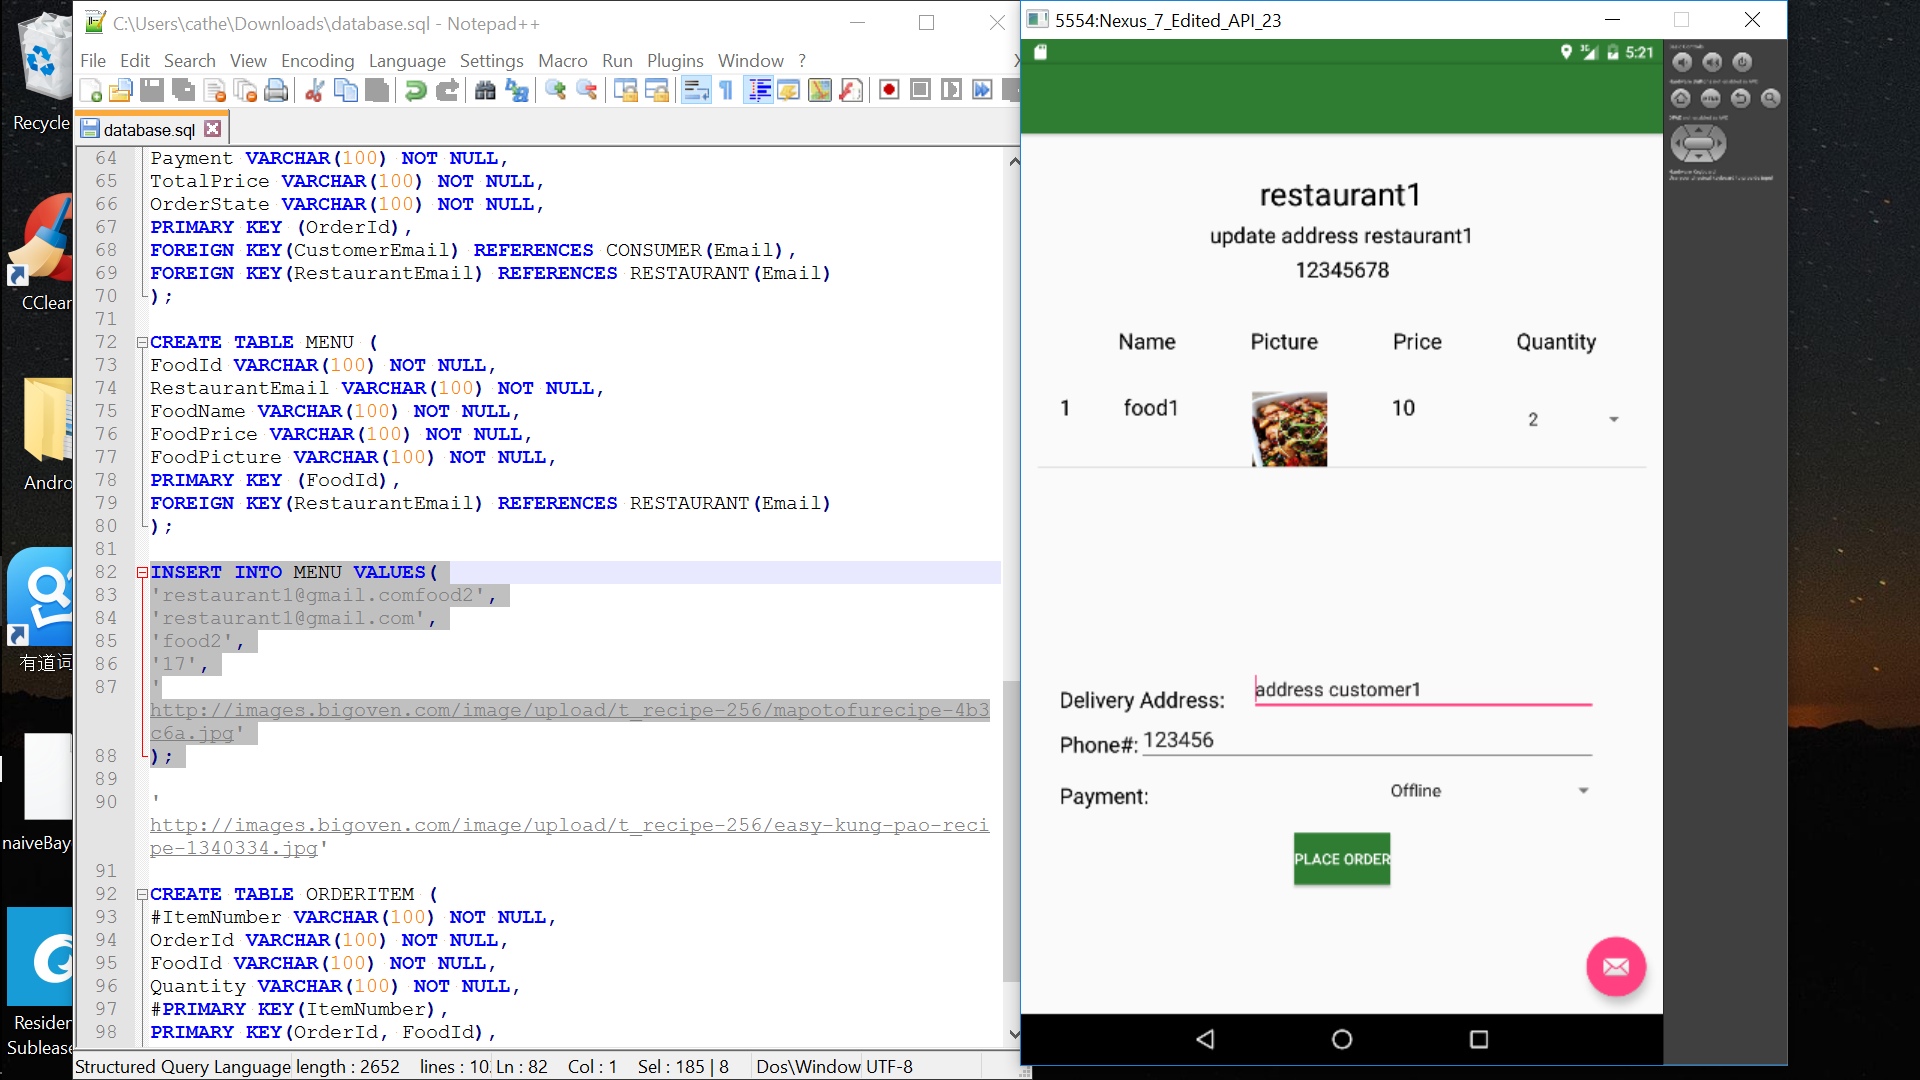 C:\Users\cathe\Downloads\database.sql - Notepad++
File Edit Search View Encoding Language Settings Macro Run Plugins Window ? X
database.sql
64 Payment VARCHAR(100) NOT NULL,
65 TotalPrice VARCHAR(100) NOT NULL,
66 OrderState VARCHAR(100) NOT NULL,
67 PRIMARY KEY (OrderId),
68 FOREIGN KEY(CustomerEmail) REFERENCES CONSUMER(Email),
69 FOREIGN KEY(RestaurantEmail) REFERENCES RESTAURANT(Email)
70 );
71
72 CREATE TABLE MENU (
73 FoodId VARCHAR(100) NOT NULL,
74 RestaurantEmail VARCHAR(100) NOT NULL,
75 FoodName VARCHAR(100) NOT NULL,
76 FoodPrice VARCHAR(100) NOT NULL,
77 FoodPicture VARCHAR(100) NOT NULL,
78 PRIMARY KEY (FoodId),
79 FOREIGN KEY(RestaurantEmail) REFERENCES RESTAURANT(Email)
80 );
81
82 INSERT INTO MENU VALUES(
83 'restaurant1@gmail.comfood2',
84 'restaurant1@gmail.com',
85 'food2',
86 '17',
87 '
http://images.bigoven.com/image/upload/t_recipe-256/mapotofurecipe-4b3
c6a.jpg'
88 );
89
90 '
http://images.bigoven.com/image/upload/t_recipe-256/easy-kung-pao-reci
pe-1340334.jpg'
91
92 CREATE TABLE ORDERITEM (
93 #ItemNumber VARCHAR(100) NOT NULL,
94 OrderId VARCHAR(100) NOT NULL,
95 FoodId VARCHAR(100) NOT NULL,
96 Quantity VARCHAR(100) NOT NULL,
97 #PRIMARY KEY(ItemNumber),
98 PRIMARY KEY(OrderId, FoodId),
Structured Query Language length : 2652 lines : 10 Ln : 82 Col : 1 Sel : 185 | 8 Dos\Window UTF-8
Recycle
CClear
Andro
有道词
naiveBay
Resider
Sublease
5554:Nexus_7_Edited_API_23
3G 5:21
restaurant1
update address restaurant1
12345678
Name Picture Price Quantity
1 food1 10 2
Delivery Address: address customer1
Phone#: 123456
Payment: Offline
PLACE ORDER